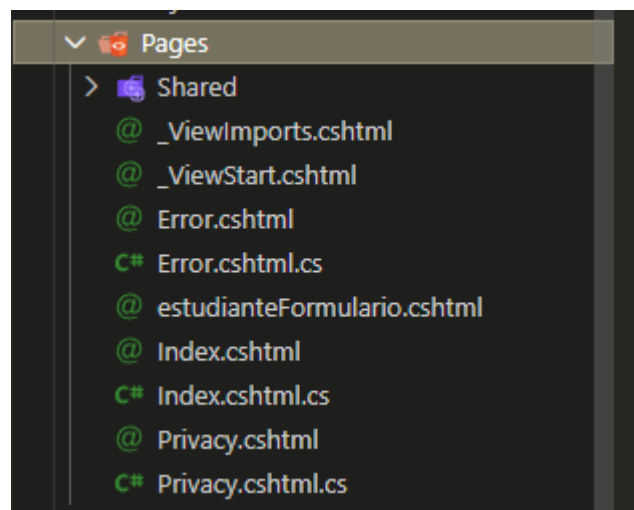 Pages
Shared
@ _ViewImports.cshtml
@ _ViewStart.cshtml
@ Error.cshtml
C# Error.cshtml.cs
@ estudianteFormulario.cshtml
@ Index.cshtml
C# Index.cshtml.cs
@ Privacy.cshtml
C# Privacy.cshtml.cs